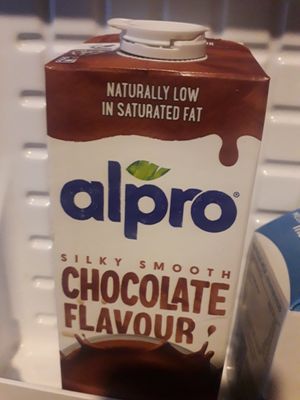 NATURALLY LOW
IN SATURATED FAT
alpro®
SILKY SMOOTH
CHOCOLATE
FLAVOUR